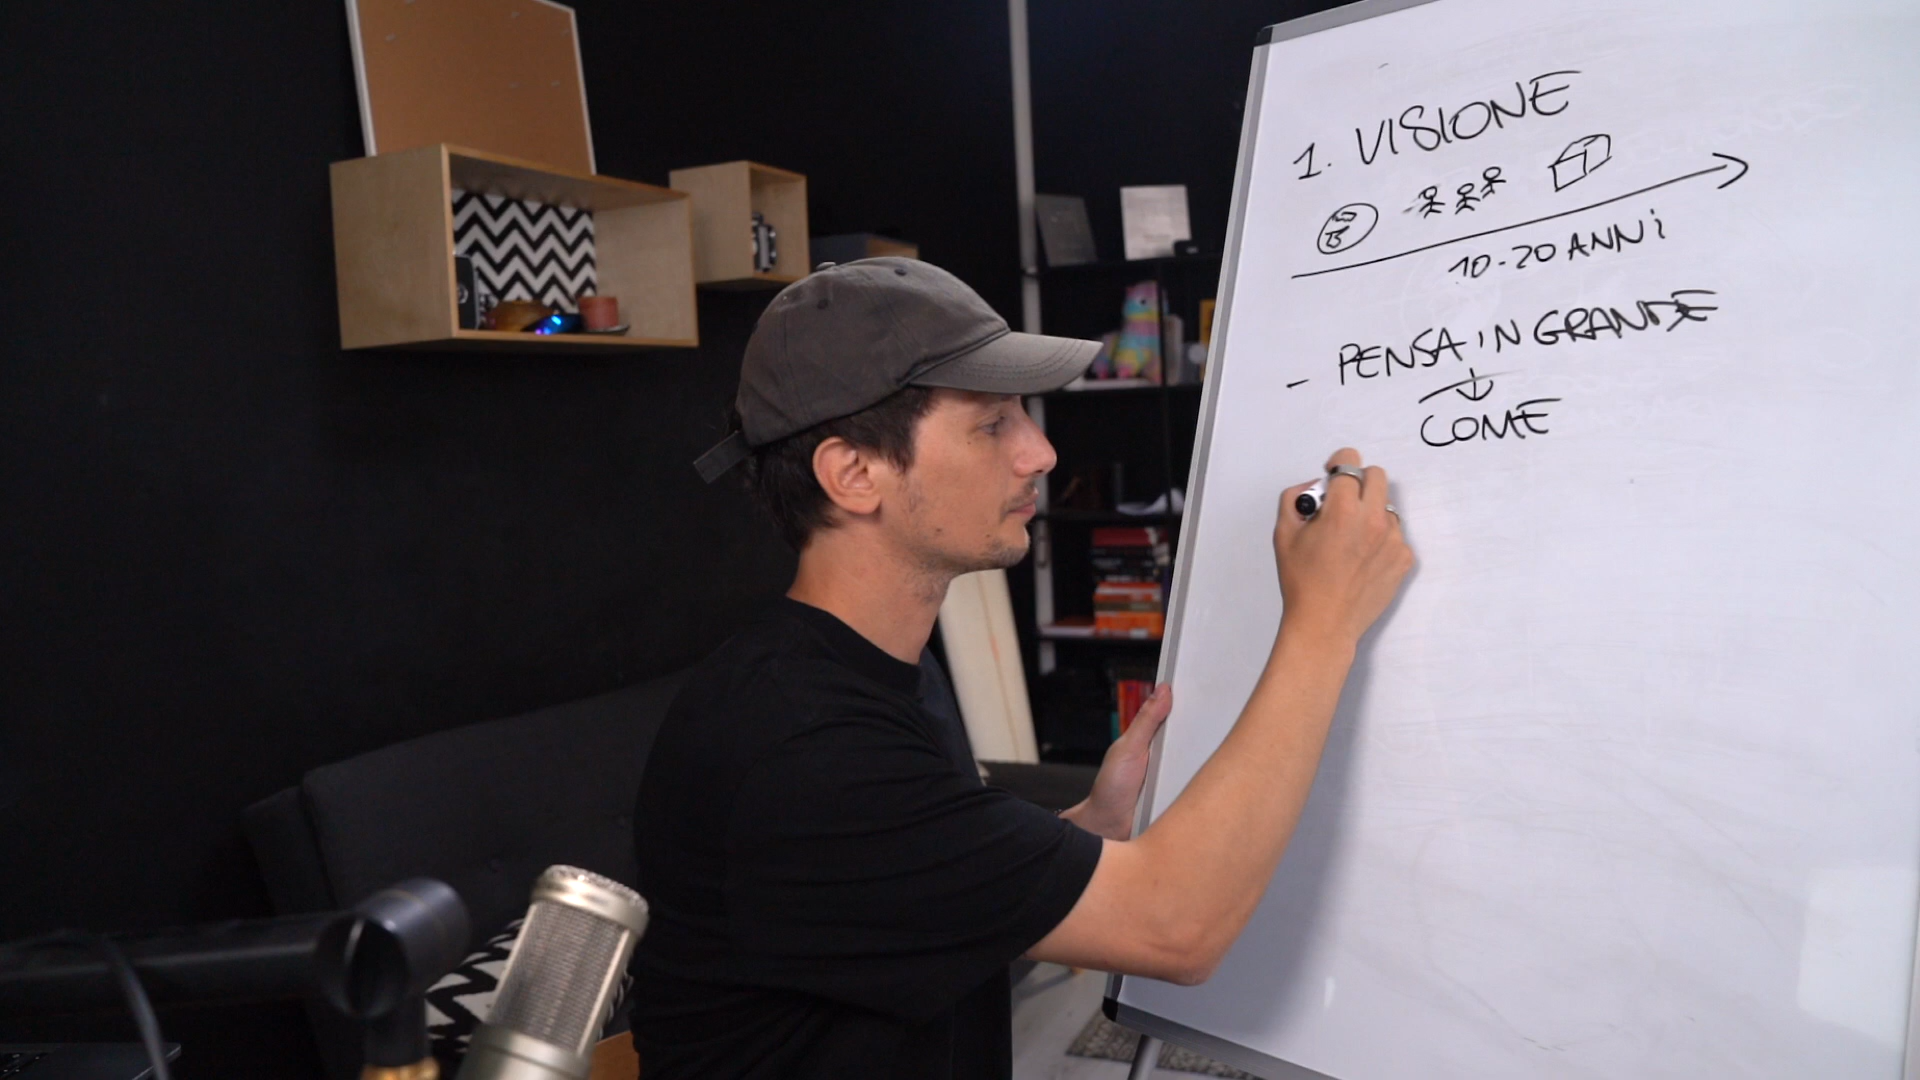 1. VISIONE
10-20 ANNi
- PENSA iN GRANDE
COME